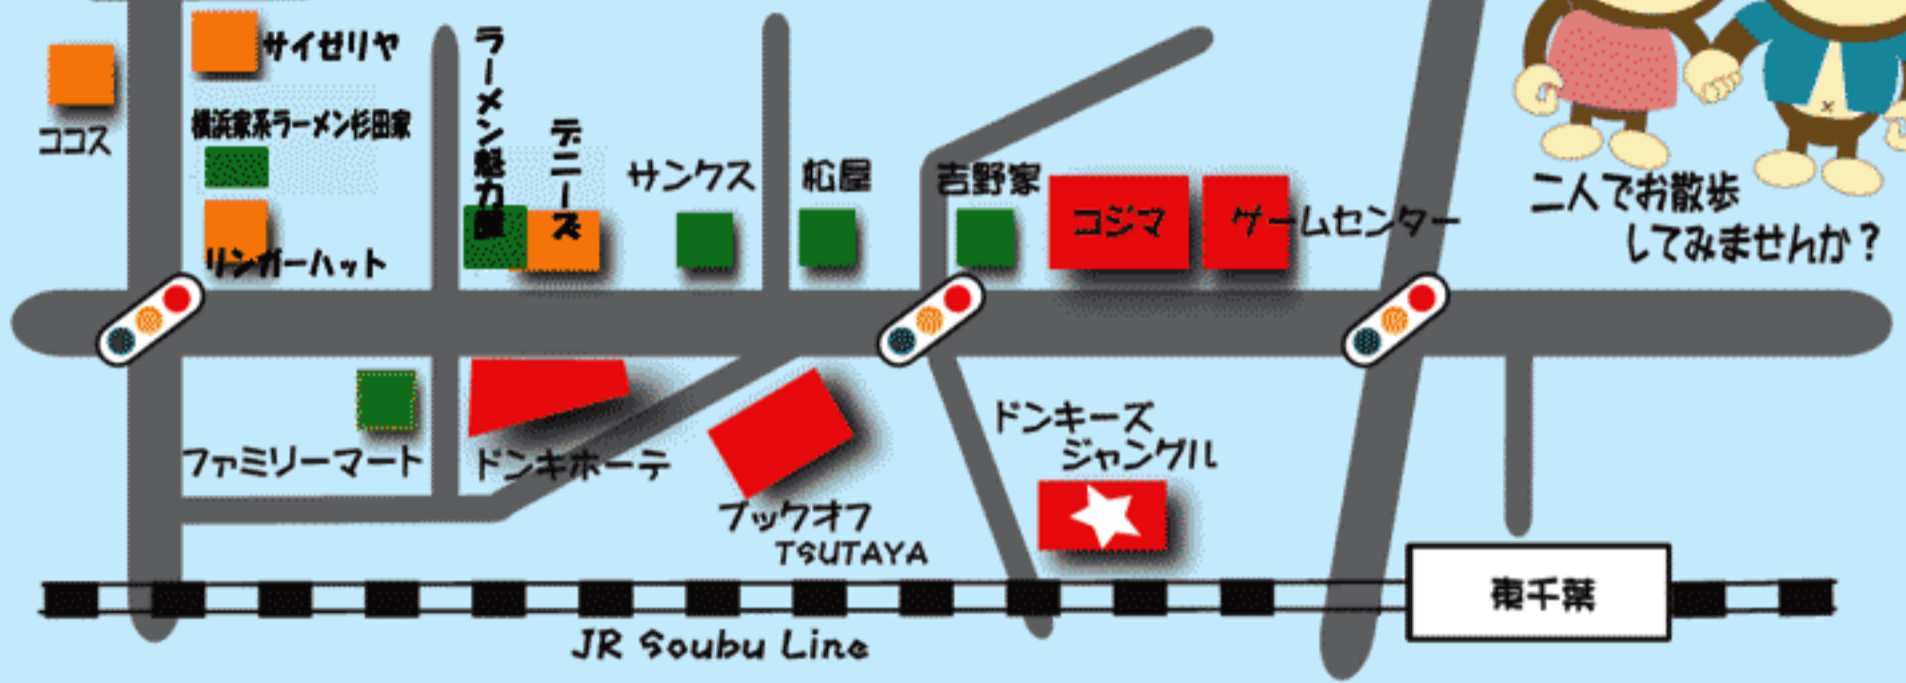 サイゼリヤ
ココス
横浜家系ラーメン杉田家
リンガーハット
ラーメン魁力屋
デニーズ
サンクス
松屋
吉野家
コジマ
ゲームセンター
二人でお散歩
してみませんか？
ファミリーマート
ドンキホーテ
ブックオフ
TSUTAYA
ドンキーズ
ジャングル
東千葉
JR Soubu Line